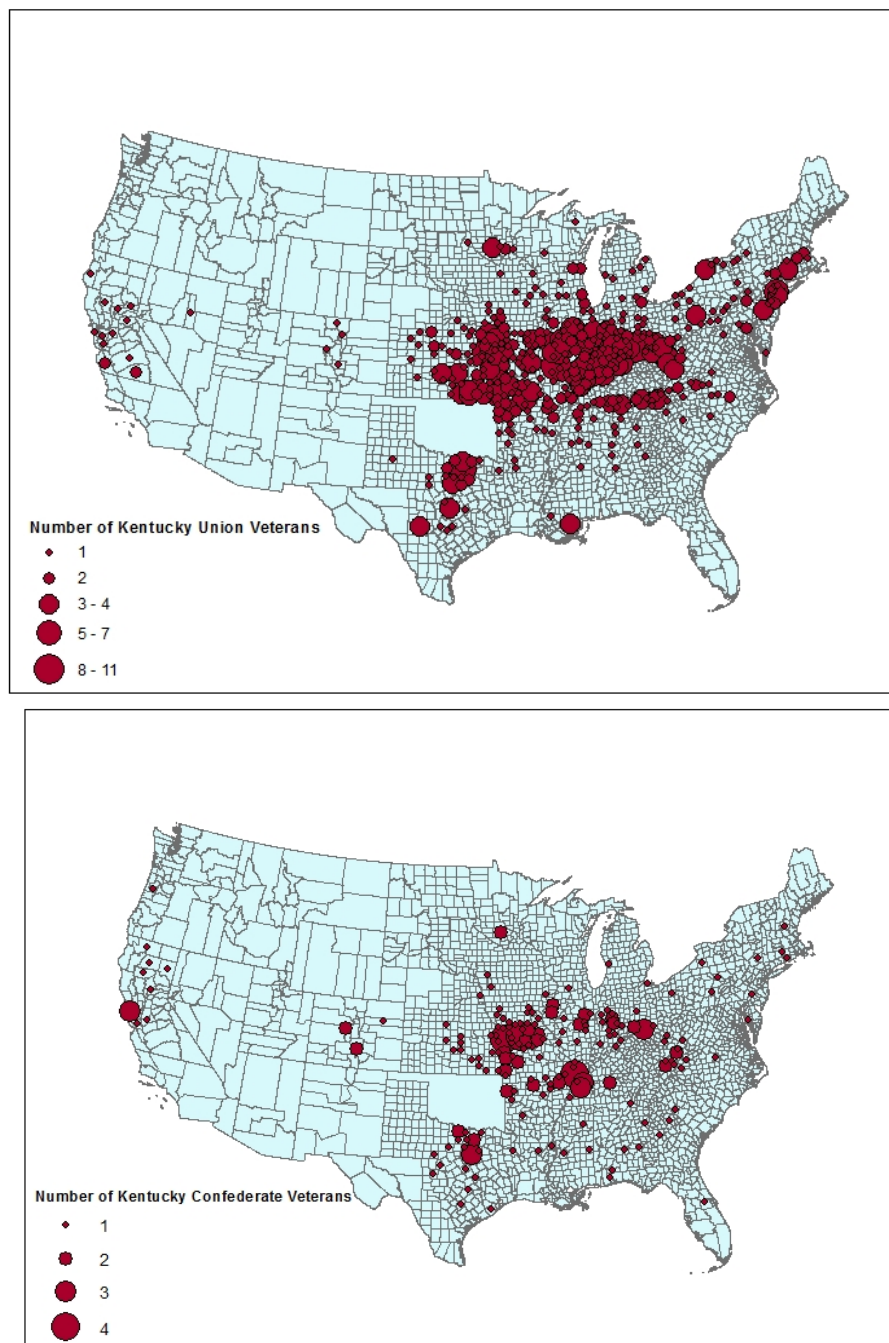 Number of Kentucky Union Veterans
1
2
3 - 4
5 - 7
8 - 11
Number of Kentucky Confederate Veterans
1
2
3
4